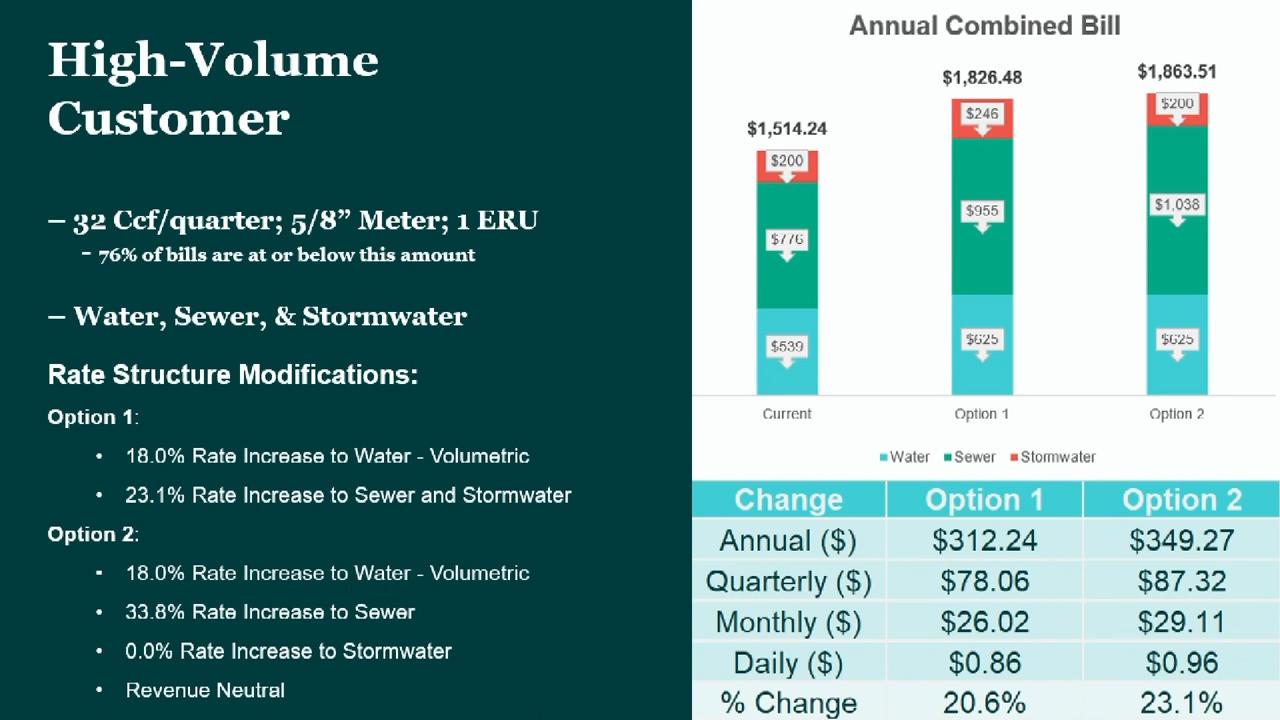 High-Volume
Customer
– 32 Ccf/quarter; 5/8” Meter; 1 ERU
- 76% of bills are at or below this amount
– Water, Sewer, & Stormwater
Rate Structure Modifications:
Option 1:
• 18.0% Rate Increase to Water - Volumetric
• 23.1% Rate Increase to Sewer and Stormwater
Option 2:
• 18.0% Rate Increase to Water - Volumetric
• 33.8% Rate Increase to Sewer
• 0.0% Rate Increase to Stormwater
• Revenue Neutral
Annual Combined Bill
$1,514.24 $1,826.48 $1,863.51
$200 $246 $200
$776 $955 $1,038
$539 $625 $625
Current Option 1 Option 2
Water Sewer Stormwater
Change Option 1 Option 2
Annual ($) $312.24 $349.27
Quarterly ($) $78.06 $87.32
Monthly ($) $26.02 $29.11
Daily ($) $0.86 $0.96
% Change 20.6% 23.1%